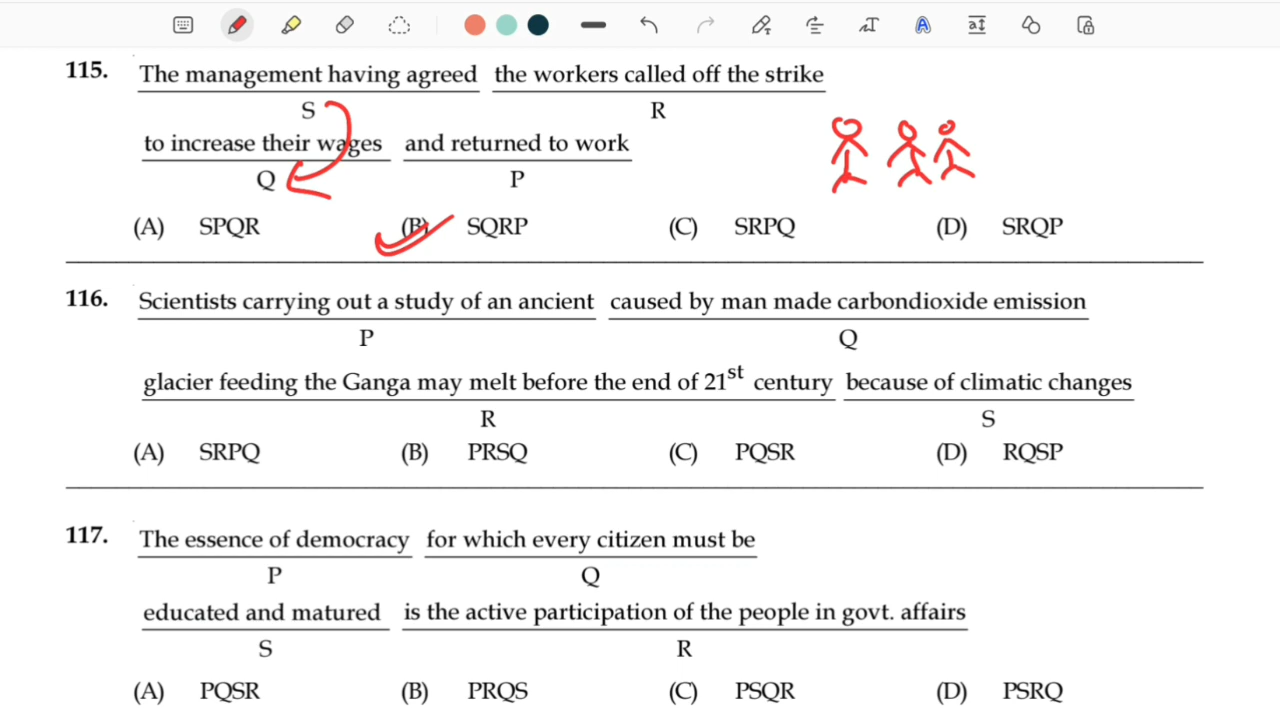 115. The management having agreed the workers called off the strike
S R
to increase their wages and returned to work
Q P
(A) SPQR (B) SQRP (C) SRPQ (D) SRQP
116. Scientists carrying out a study of an ancient caused by man made carbondioxide emission
P Q
glacier feeding the Ganga may melt before the end of 21st century because of climatic changes
R S
(A) SRPQ (B) PRSQ (C) PQSR (D) RQSP
117. The essence of democracy for which every citizen must be
P Q
educated and matured is the active participation of the people in govt. affairs
S R
(A) PQSR (B) PRQS (C) PSQR (D) PSRQ